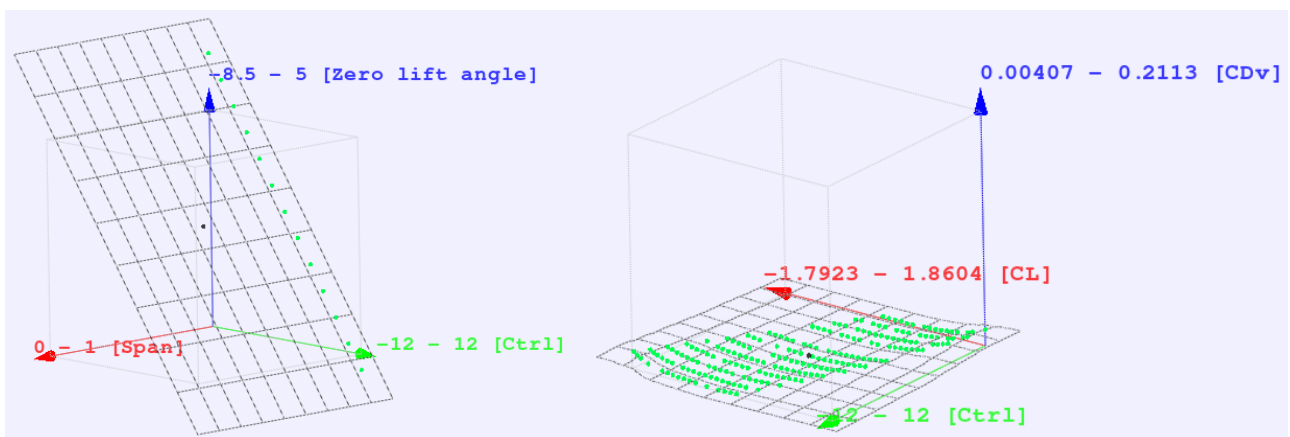 -8.5 - 5 [Zero lift angle]
0 - 1 [Span]
-12 - 12 [Ctrl]
0.00407 - 0.2113 [CDv]
-1.7923 - 1.8604 [CL]
-12 - 12 [Ctrl]